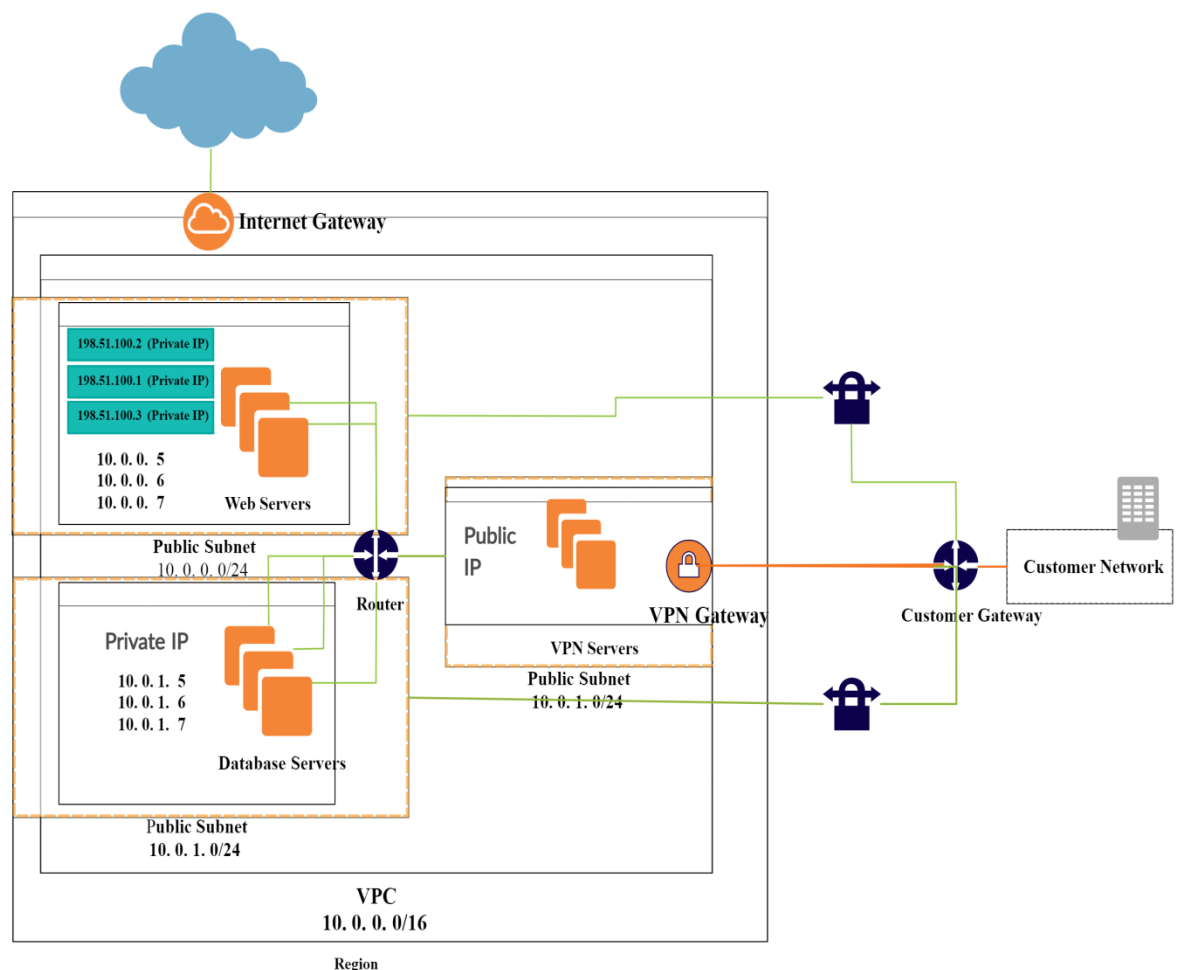 Internet Gateway
198.51.100.2 (Private IP)
198.51.100.1 (Private IP)
198.51.100.3 (Private IP)
10. 0. 0. 5
10. 0. 0. 6
10. 0. 0. 7
Web Servers
Public Subnet
10. 0. 0. 0/24
Router
Public
IP
VPN Gateway
VPN Servers
Public Subnet
10. 0. 1. 0/24
Customer Network
Customer Gateway
Private IP
10. 0. 1. 5
10. 0. 1. 6
10. 0. 1. 7
Database Servers
Public Subnet
10. 0. 1. 0/24
VPC
10. 0. 0. 0/16
Region